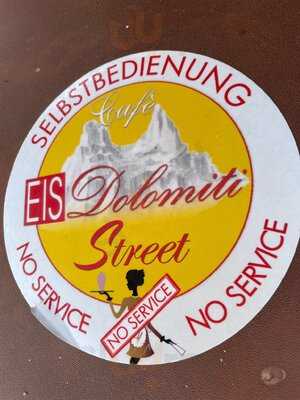 SELBSTBEDIENUNG
Café
EIS Dolomiti
Street
NO SERVICE
NO SERVICE
NO SERVICE